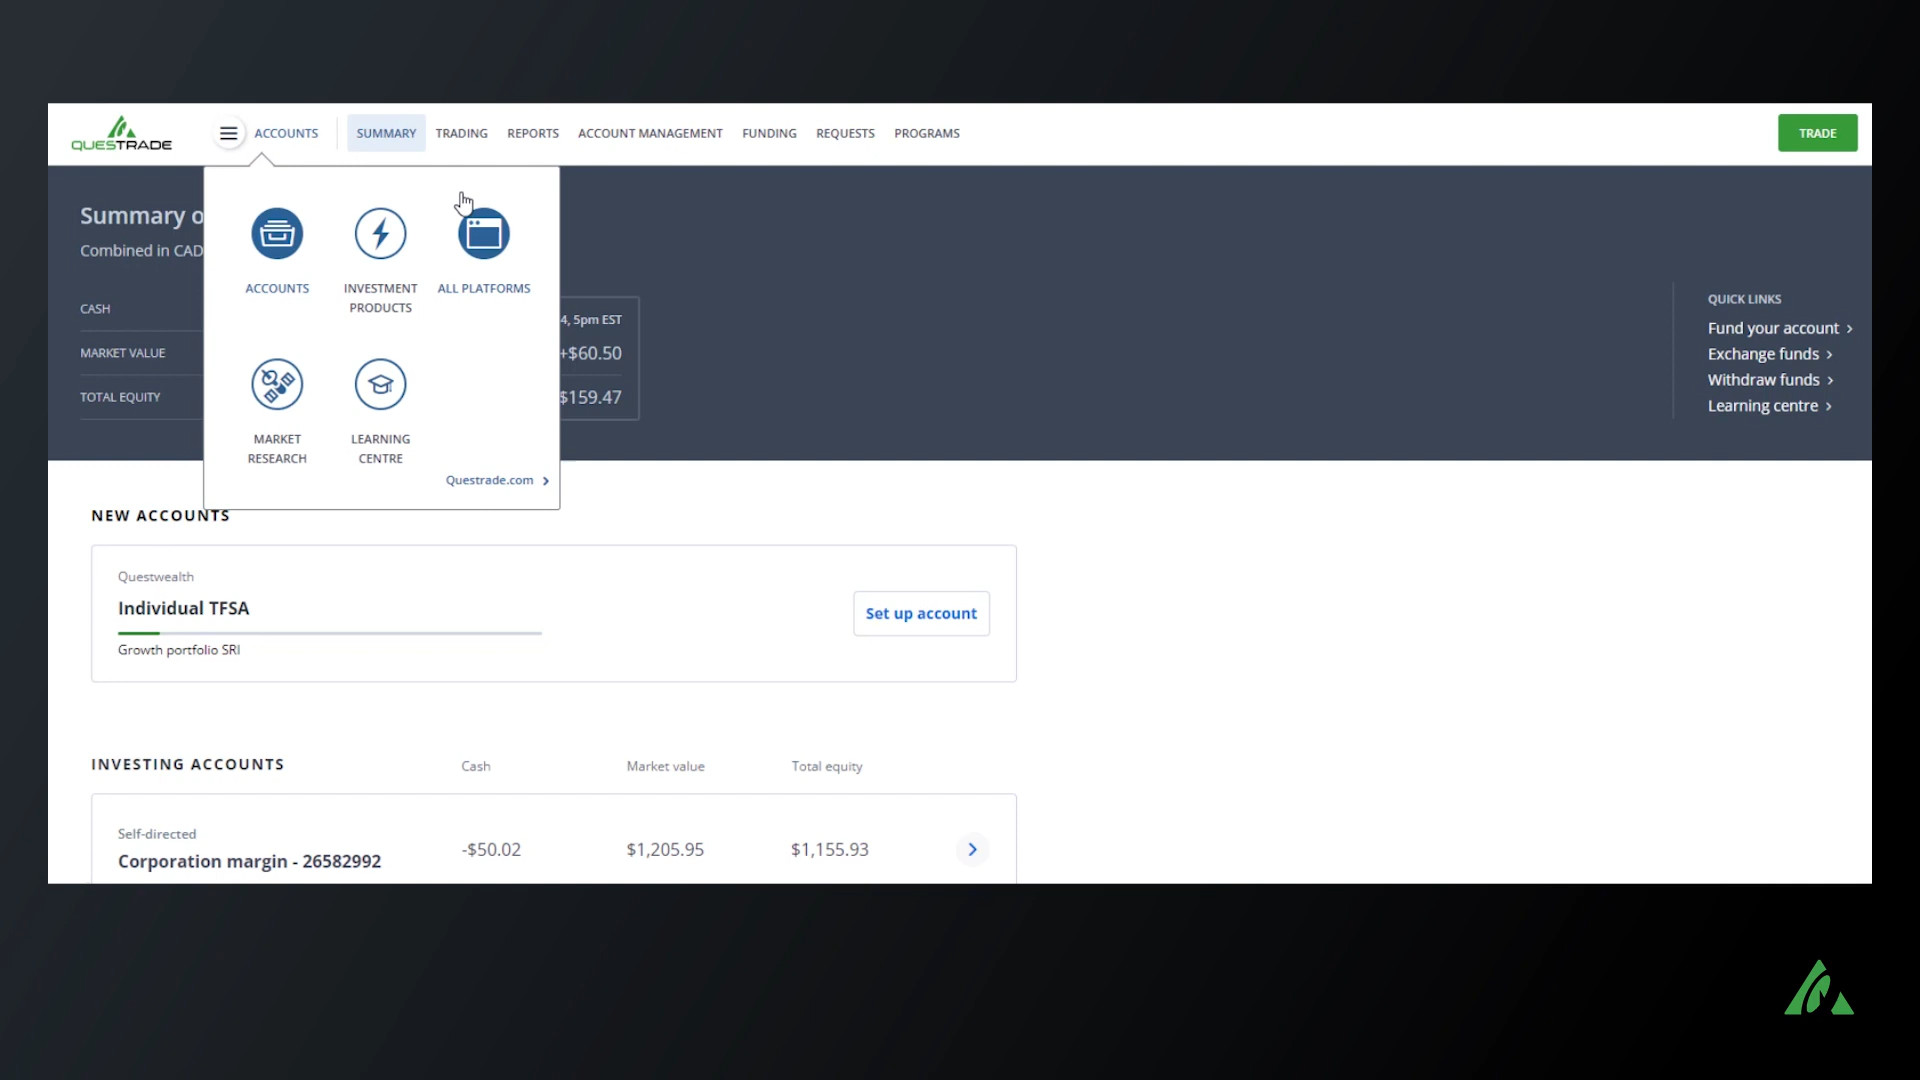 QUESTRADE
ACCOUNTS
SUMMARY
TRADING
REPORTS
ACCOUNT MANAGEMENT
FUNDING
REQUESTS
PROGRAMS
TRADE
Summary o
Combined in CAD
CASH
MARKET VALUE
TOTAL EQUITY
ACCOUNTS
INVESTMENT
PRODUCTS
ALL PLATFORMS
MARKET
RESEARCH
LEARNING
CENTRE
Questrade.com
4, 5pm EST
+$60.50
$159.47
QUICK LINKS
Fund your account
Exchange funds
Withdraw funds
Learning centre
NEW ACCOUNTS
Questwealth
Individual TFSA
Growth portfolio SRI
Set up account
INVESTING ACCOUNTS
Cash
Market value
Total equity
Self-directed
Corporation margin - 26582992
-$50.02
$1,205.95
$1,155.93